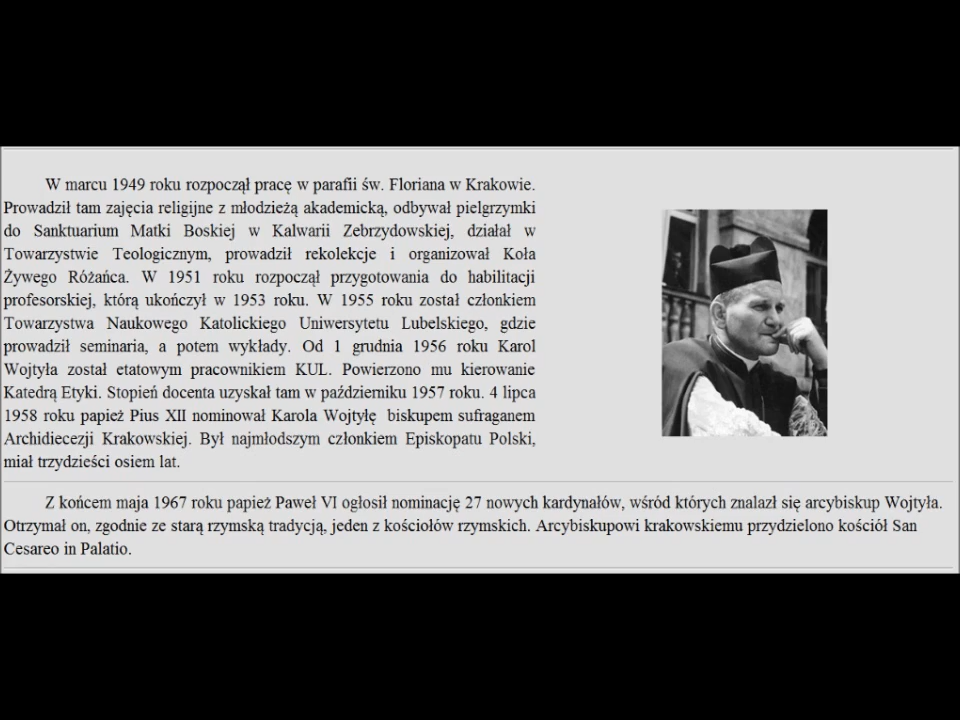 W marcu 1949 roku rozpoczął pracę w parafii św. Floriana w Krakowie.
Prowadził tam zajęcia religijne z młodzieżą akademicką, odbywał pielgrzymki
do Sanktuarium Matki Boskiej w Kalwarii Zebrzydowskiej, działał w
Towarzystwie Teologicznym, prowadził rekolekcje i organizował Koła
Żywego Różańca. W 1951 roku rozpoczął przygotowania do habilitacji
profesorskiej, którą ukończył w 1953 roku. W 1955 roku został członkiem
Towarzystwa Naukowego Katolickiego Uniwersytetu Lubelskiego, gdzie
prowadził seminaria, a potem wykłady. Od 1 grudnia 1956 roku Karol
Wojtyła został etatowym pracownikiem KUL. Powierzono mu kierowanie
Katedrą Etyki. Stopień docenta uzyskał tam w październiku 1957 roku. 4 lipca
1958 roku papież Pius XII nominował Karola Wojtyłę biskupem sufraganem
Archidiecezji Krakowskiej. Był najmłodszym członkiem Episkopatu Polski,
miał trzydzieści osiem lat.
Z końcem maja 1967 roku papież Paweł VI ogłosił nominację 27 nowych kardynałów, wśród których znalazł się arcybiskup Wojtyła.
Otrzymał on, zgodnie ze starą rzymską tradycją, jeden z kościołów rzymskich. Arcybiskupowi krakowskiemu przydzielono kościół San
Cesareo in Palatio.